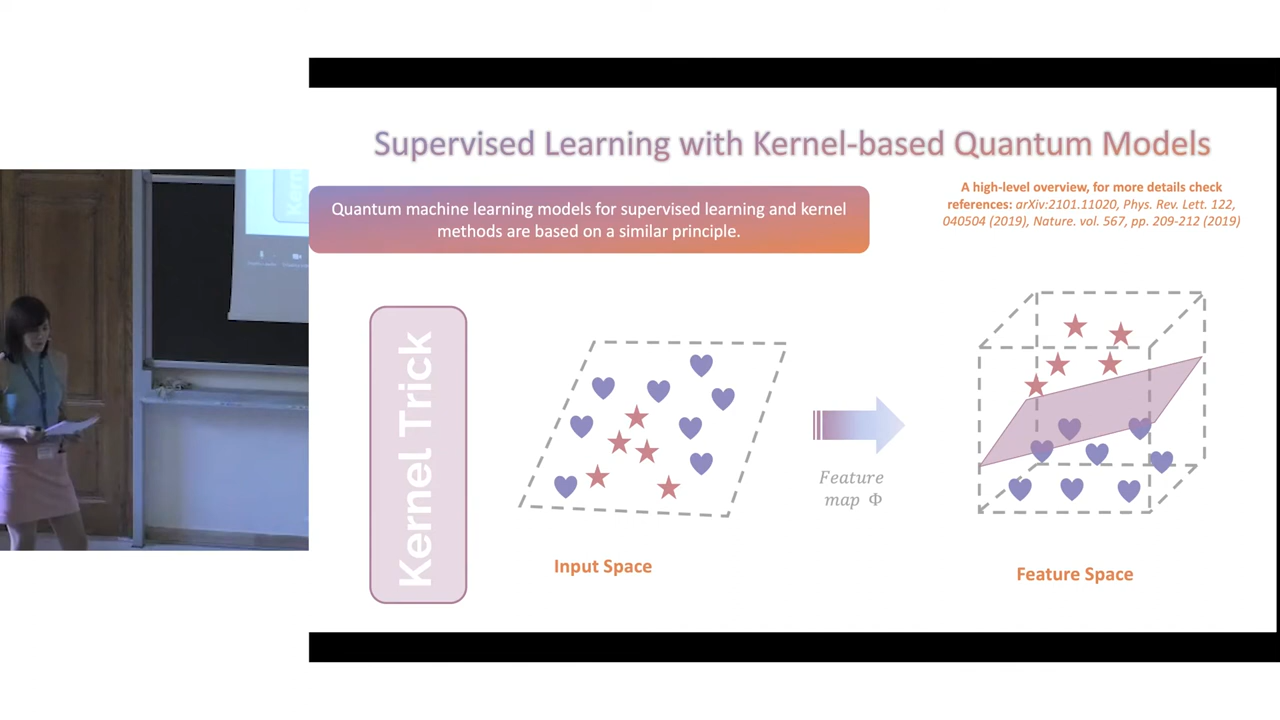 Supervised Learning with Kernel-based Quantum Models
Quantum machine learning models for supervised learning and kernel
methods are based on a similar principle.
A high-level overview, for more details check
references: arXiv:2101.11020, Phys. Rev. Lett. 122,
040504 (2019), Nature. vol. 567, pp. 209-212 (2019)
Kernel Trick
Feature
map Φ
Input Space
Feature Space